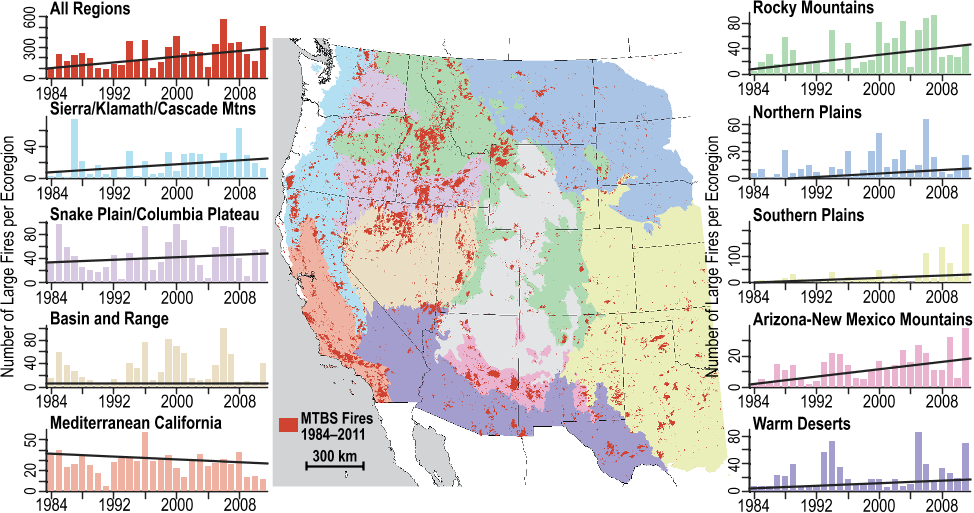 All Regions
600
300
0
1984 1992 2000 2008
Sierra/Klamath/Cascade Mtns
40
0
1984 1992 2000 2008
Snake Plain/Columbia Plateau
80
40
0
1984 1992 2000 2008
Basin and Range
80
40
0
1984 1992 2000 2008
Mediterranean California
50
20
0
1984 1992 2000 2008
Number of Large Fires per Ecoregion
MTBS Fires
1984–2011
300 km
Rocky Mountains
80
40
0
1984 1992 2000 2008
Northern Plains
60
30
0
1984 1992 2000 2008
Southern Plains
100
0
1984 1992 2000 2008
Arizona-New Mexico Mountains
20
0
1984 1992 2000 2008
Warm Deserts
80
40
0
1984 1992 2000 2008
Number of Large Fires per Ecoregion